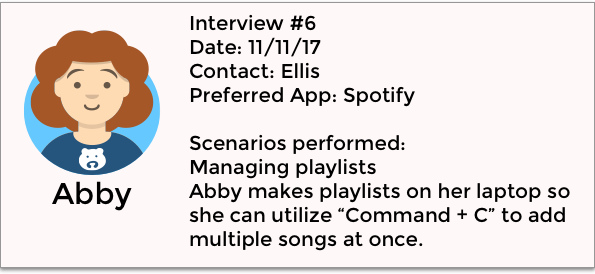 Interview #6
Date: 11/11/17
Contact: Ellis
Preferred App: Spotify
Scenarios performed:
Managing playlists
Abby makes playlists on her laptop so
she can utilize “Command + C” to add
multiple songs at once.
Abby